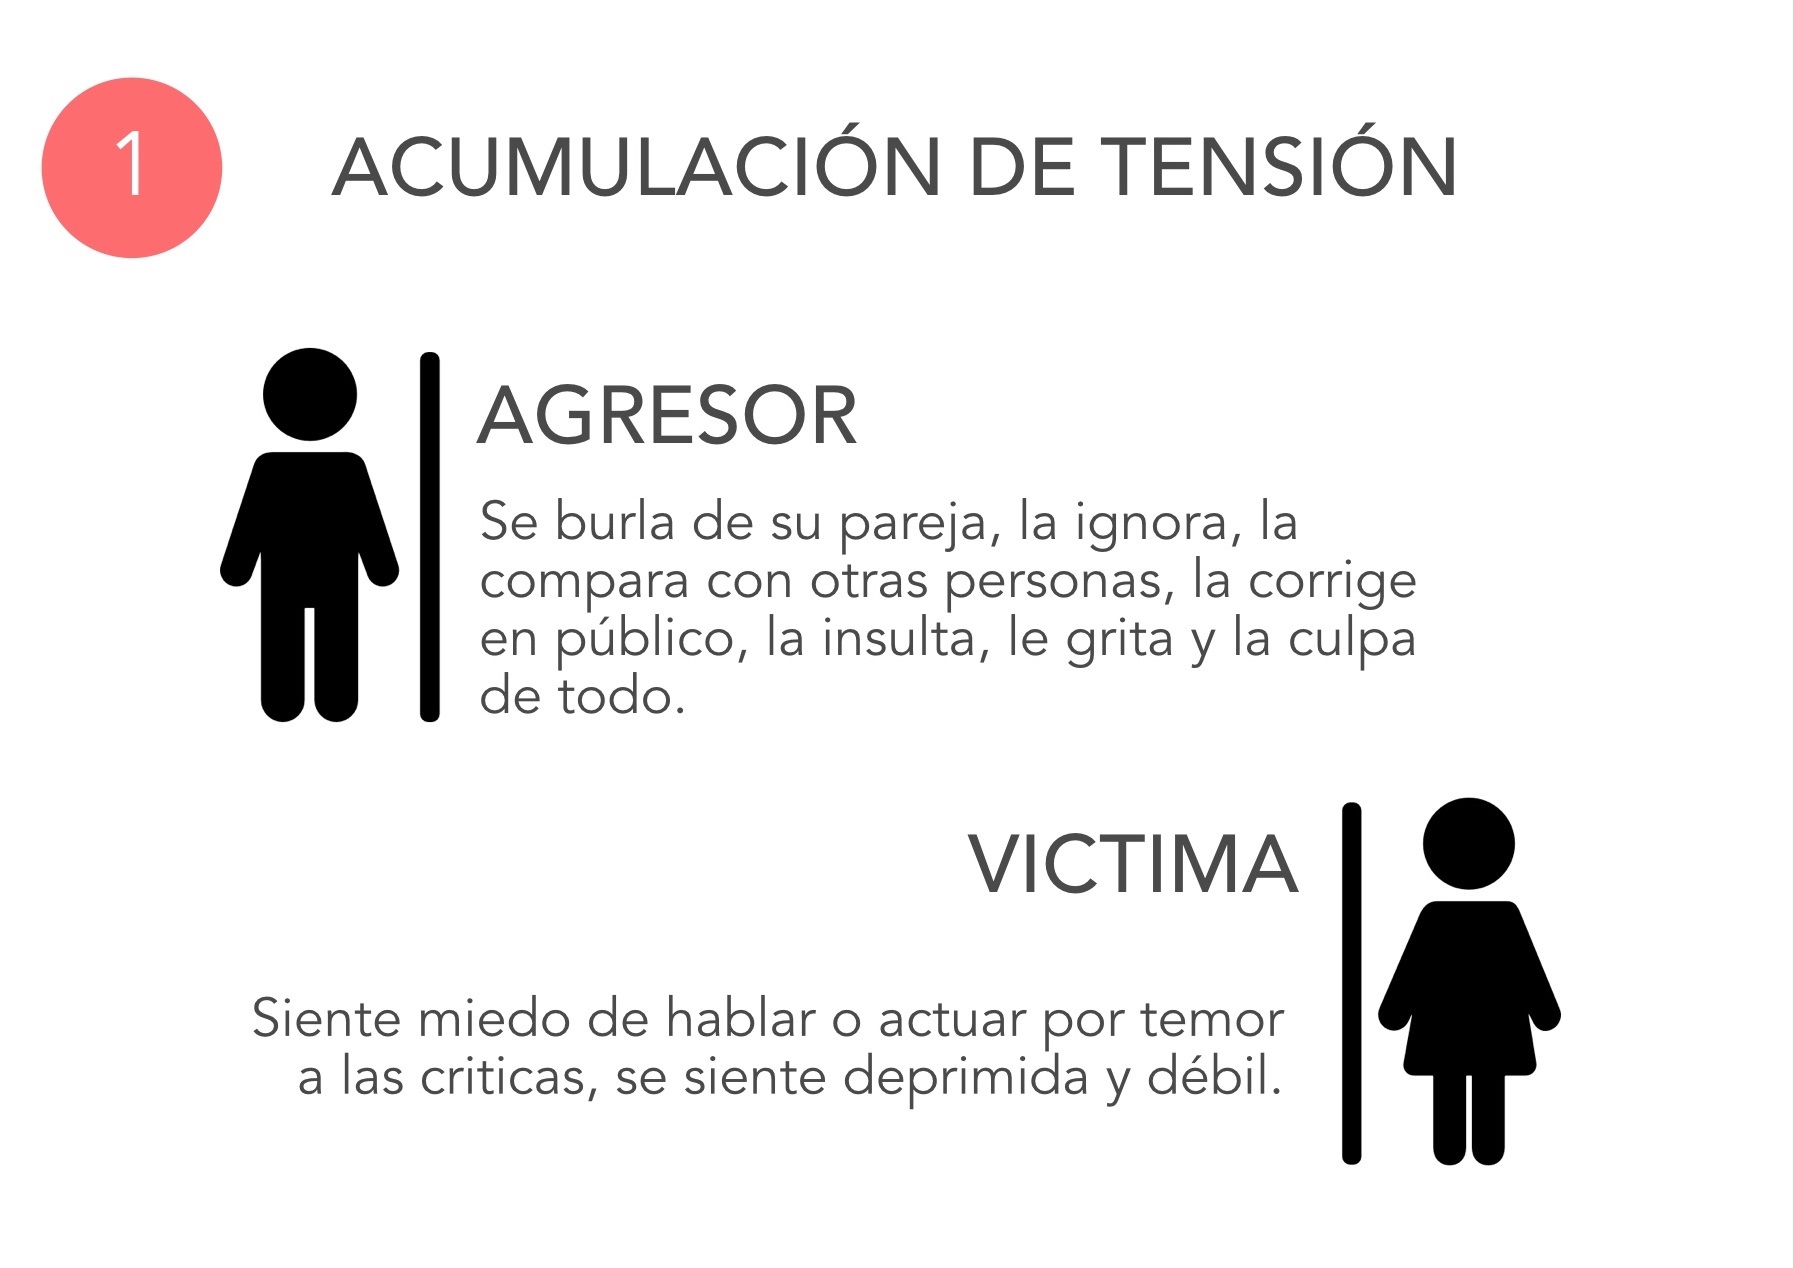 1
ACUMULACIÓN DE TENSIÓN
AGRESOR
Se burla de su pareja, la ignora, la
compara con otras personas, la corrige
en público, la insulta, le grita y la culpa
de todo.
VICTIMA
Siente miedo de hablar o actuar por temor
a las criticas, se siente deprimida y débil.